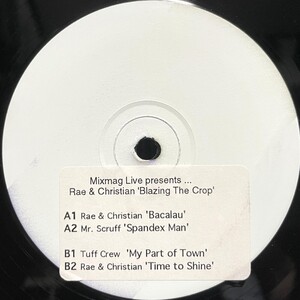 Mixmag Live presents ...
Rae & Christian 'Blazing The Crop'
A1 Rae & Christian 'Bacalau'
A2 Mr. Scruff 'Spandex Man'
B1 Tuff Crew 'My Part of Town'
B2 Rae & Christian 'Time to Shine'